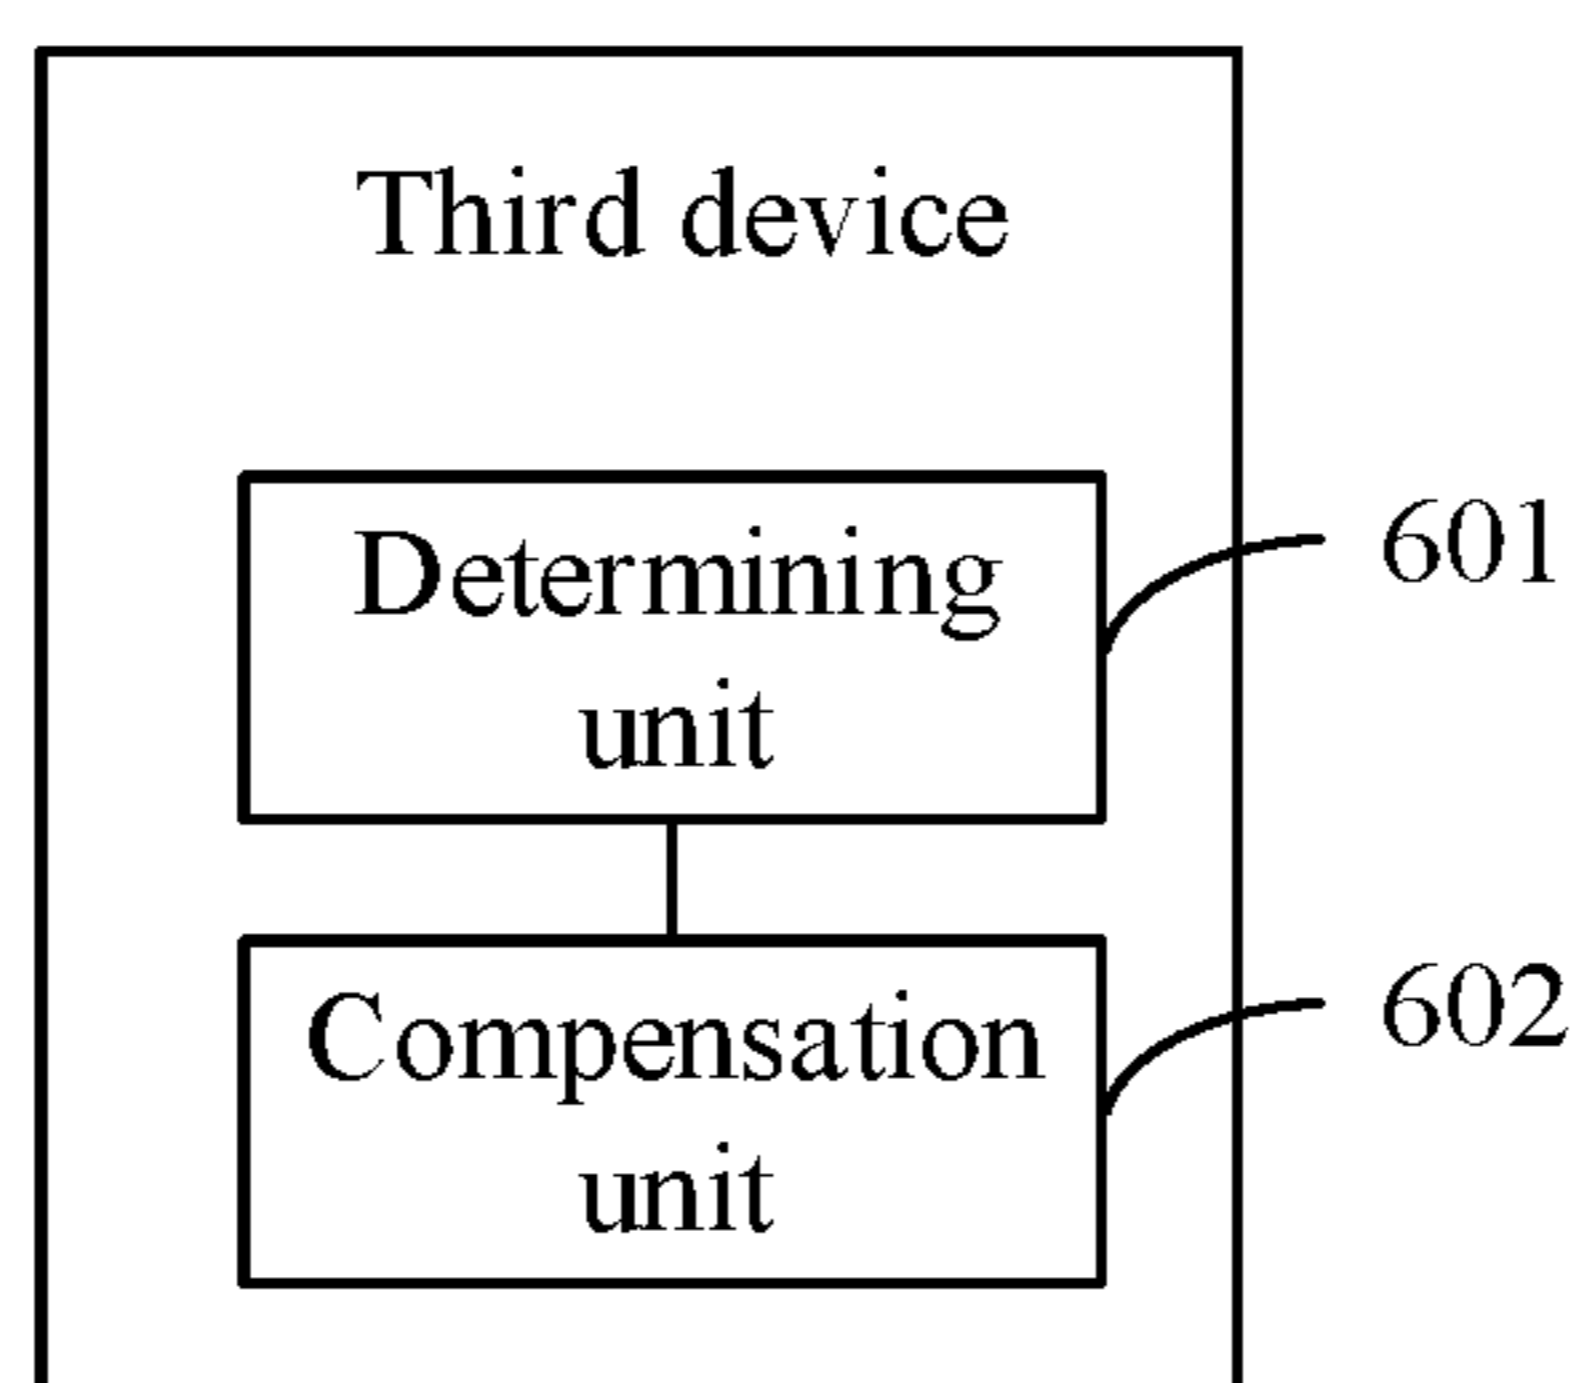 Third device
Determining
unit
601
Compensation
unit
602